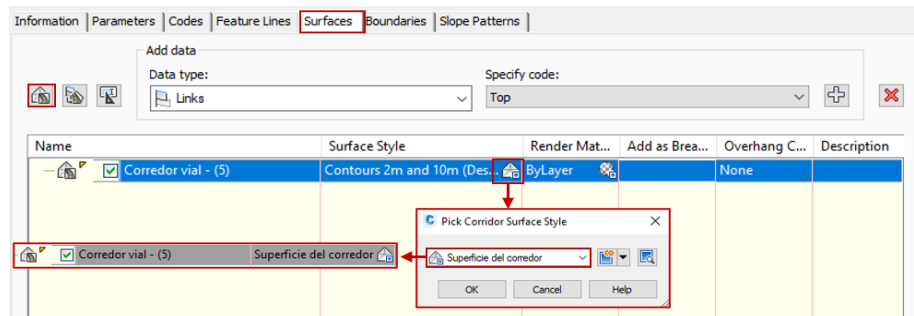 Information Parameters Codes Feature Lines Surfaces Boundaries Slope Patterns
Add data
Data type: Specify code:
Links Top
Name Surface Style Render Mat... Add as Brea... Overhang C... Description
Corredor vial - (5) Contours 2m and 10m (Des... ByLayer None
Pick Corridor Surface Style
Corredor vial - (5) Superficie del corredor Superficie del corredor
OK Cancel Help